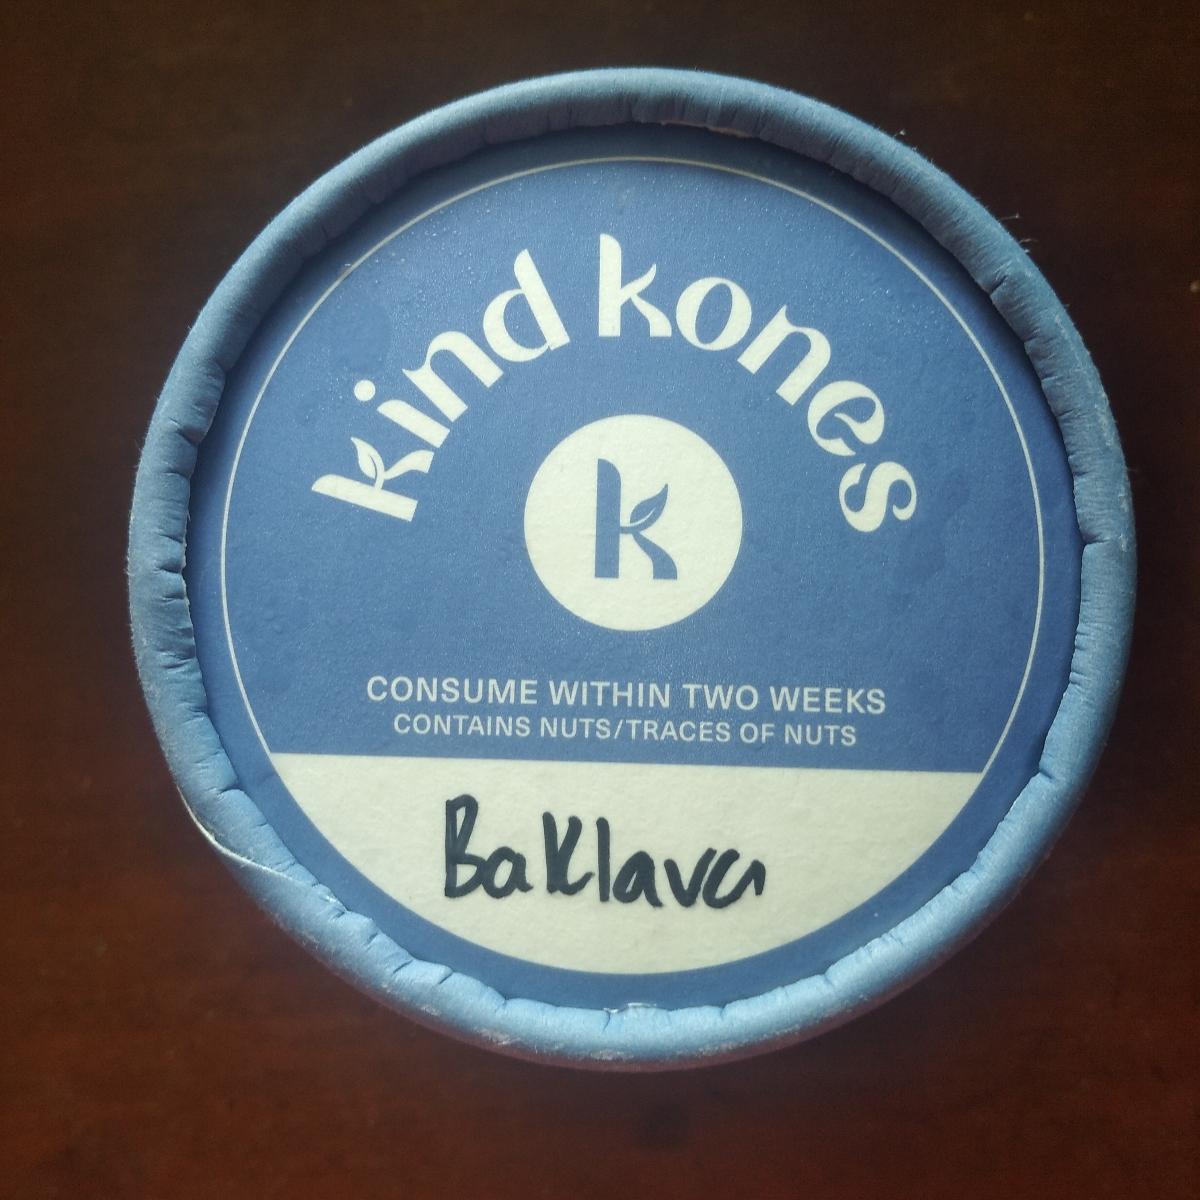 kind kones
k
CONSUME WITHIN TWO WEEKS
CONTAINS NUTS/TRACES OF NUTS
Baklava